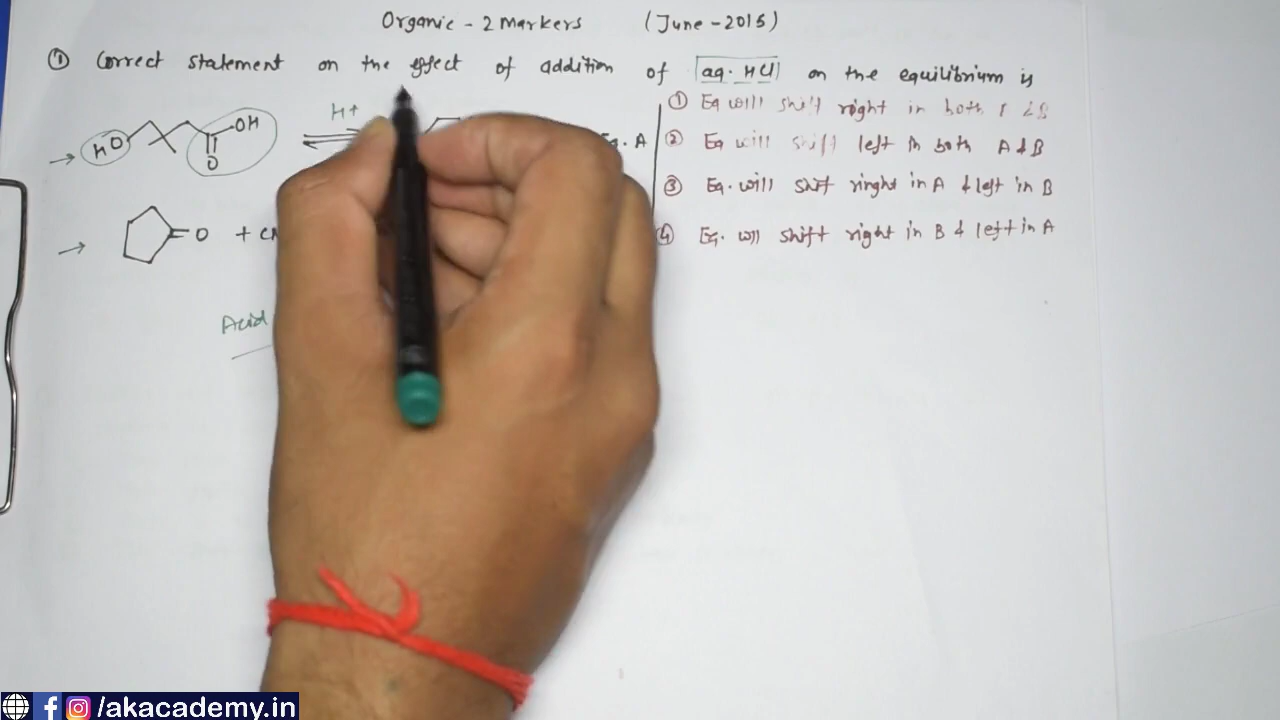 Organic - 2 markers (June - 2015)
① Correct statement on the effect of addition of aq. HCl on the equilibrium is
HO OH O H+ Eq. A
O + CN
Acid
① Eq will shift right in both A & B
② Eq will shift left in both A & B
③ Eq. will shift ringht in A & left in B
④ Eq. will shift right in B & left in A
/akacademy.in